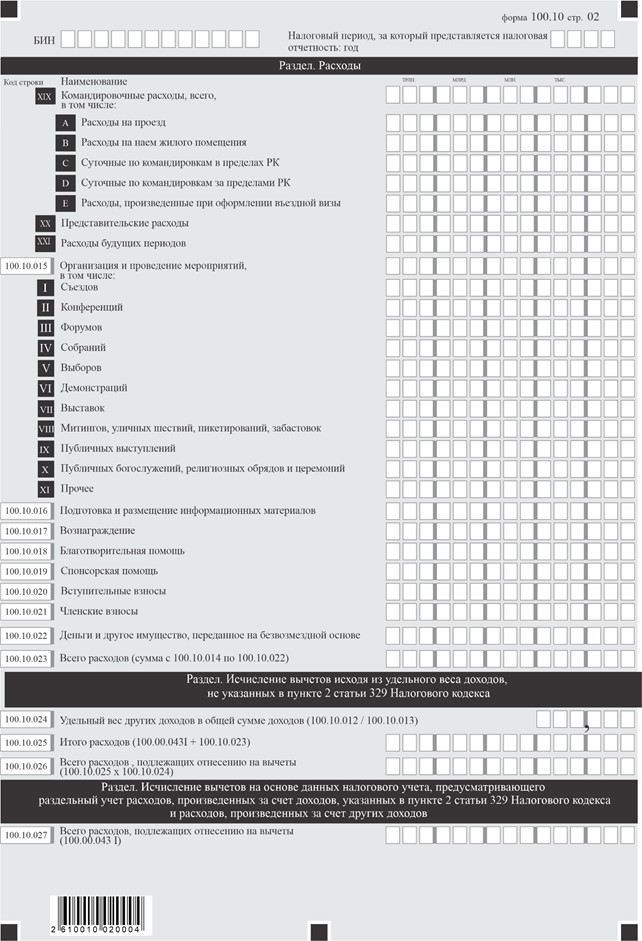 форма 100.10 стр. 02
БИН
Налоговый период, за который представляется налоговая
отчетность: год
Раздел. Расходы
Код строки Наименование ТРЛН МЛРД МЛН ТЫС
XIX Командировочные расходы, всего,
в том числе:
A Расходы на проезд
B Расходы на наем жилого помещения
C Суточные по командировкам в пределах РК
D Суточные по командировкам за пределами РК
E Расходы, произведенные при оформлении въездной визы
XX Представительские расходы
XXI Расходы будущих периодов
100.10.015 Организация и проведение мероприятий,
в том числе:
I Съездов
II Конференций
III Форумов
IV Собраний
V Выборов
VI Демонстраций
VII Выставок
VIII Митингов, уличных шествий, пикетирований, забастовок
IX Публичных выступлений
X Публичных богослужений, религиозных обрядов и церемоний
XI Прочее
100.10.016 Подготовка и размещение информационных материалов
100.10.017 Вознаграждение
100.10.018 Благотворительная помощь
100.10.019 Спонсорская помощь
100.10.020 Вступительные взносы
100.10.021 Членские взносы
100.10.022 Деньги и другое имущество, переданное на безвозмездной основе
100.10.023 Всего расходов (сумма с 100.10.014 по 100.10.022)
Раздел. Исчисление вычетов исходя из удельного веса доходов,
не указанных в пункте 2 статьи 329 Налогового кодекса
100.10.024 Удельный вес других доходов в общей сумме доходов (100.10.012 / 100.10.013) ,
100.10.025 Итого расходов (100.00.043I + 100.10.023)
100.10.026 Всего расходов , подлежащих отнесению на вычеты
(100.10.025 x 100.10.024)
Раздел. Исчисление вычетов на основе данных налогового учета, предусматривающего
раздельный учет расходов, произведенных за счет доходов, указанных в пункте 2 статьи 329 Налогового кодекса
и расходов, произведенных за счет других доходов
100.10.027 Всего расходов, подлежащих отнесению на вычеты
(100.00.043 I)
2 610010 020004